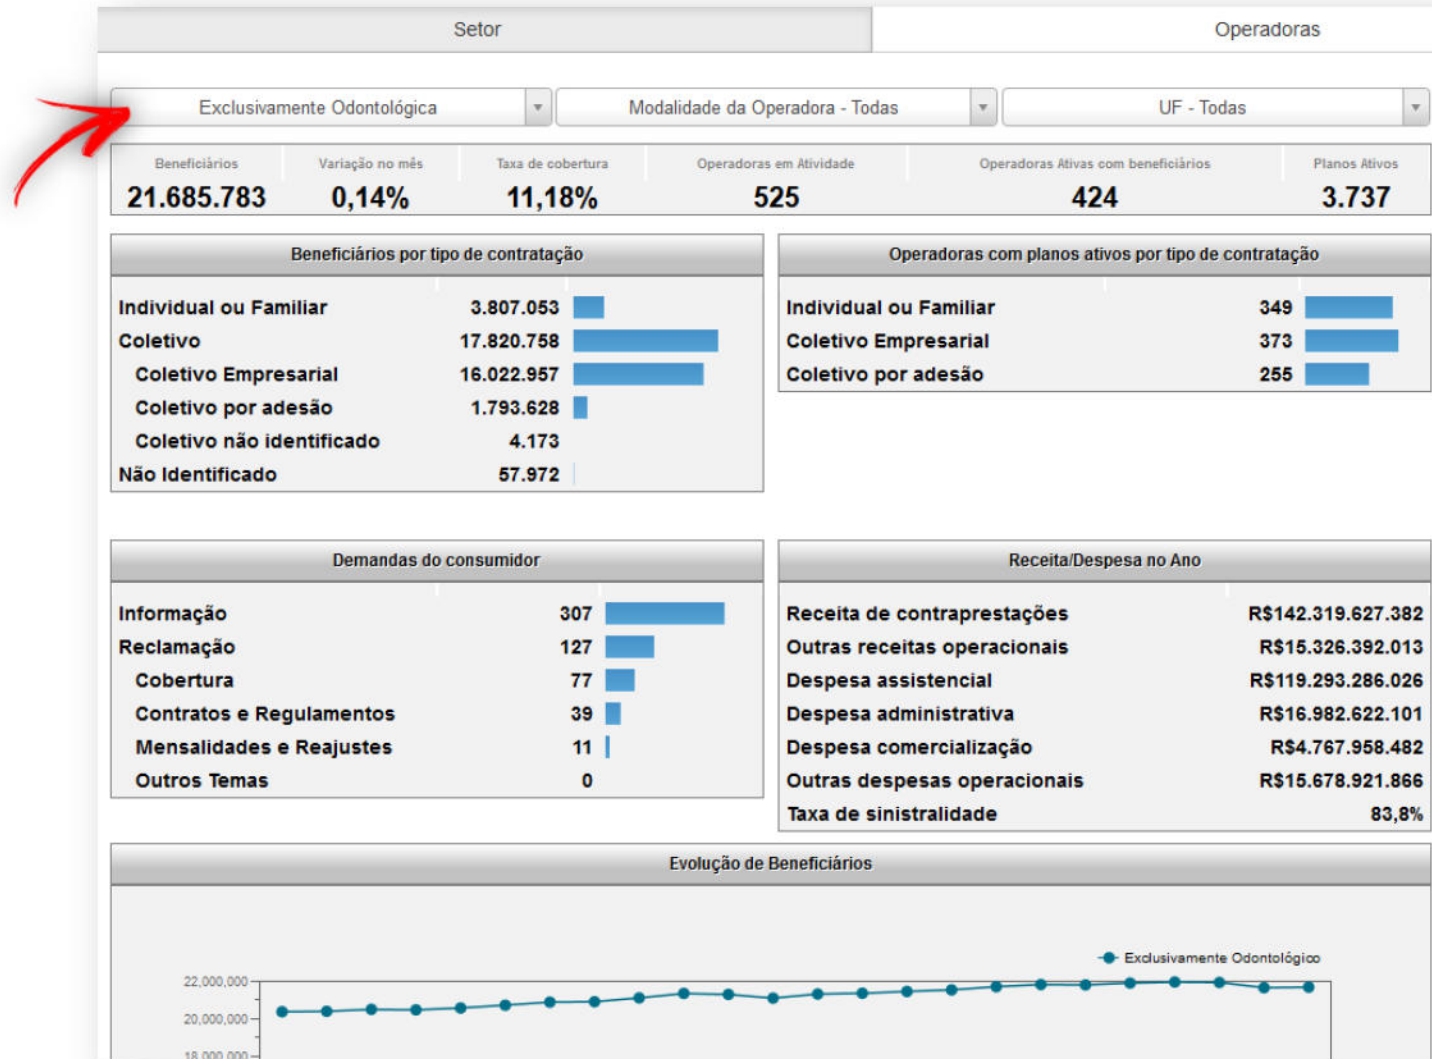 Setor Operadoras
Exclusivamente Odontológica Modalidade da Operadora - Todas UF - Todas
Beneficiários Variação no mês Taxa de cobertura Operadoras em Atividade Operadoras Ativas com beneficiários Planos Ativos
21.685.783 0,14% 11,18% 525 424 3.737
Beneficiários por tipo de contratação
Individual ou Familiar 3.807.053
Coletivo 17.820.758
Coletivo Empresarial 16.022.957
Coletivo por adesão 1.793.628
Coletivo não identificado 4.173
Não Identificado 57.972
Operadoras com planos ativos por tipo de contratação
Individual ou Familiar 349
Coletivo Empresarial 373
Coletivo por adesão 255
Demandas do consumidor
Informação 307
Reclamação 127
Cobertura 77
Contratos e Regulamentos 39
Mensalidades e Reajustes 11
Outros Temas 0
Receita/Despesa no Ano
Receita de contraprestações R$142.319.627.382
Outras receitas operacionais R$15.326.392.013
Despesa assistencial R$119.293.286.026
Despesa administrativa R$16.982.622.101
Despesa comercialização R$4.767.958.482
Outras despesas operacionais R$15.678.921.866
Taxa de sinistralidade 83,8%
Evolução de Beneficiários
Exclusivamente Odontológico
22,000,000
20,000,000
18,000,000